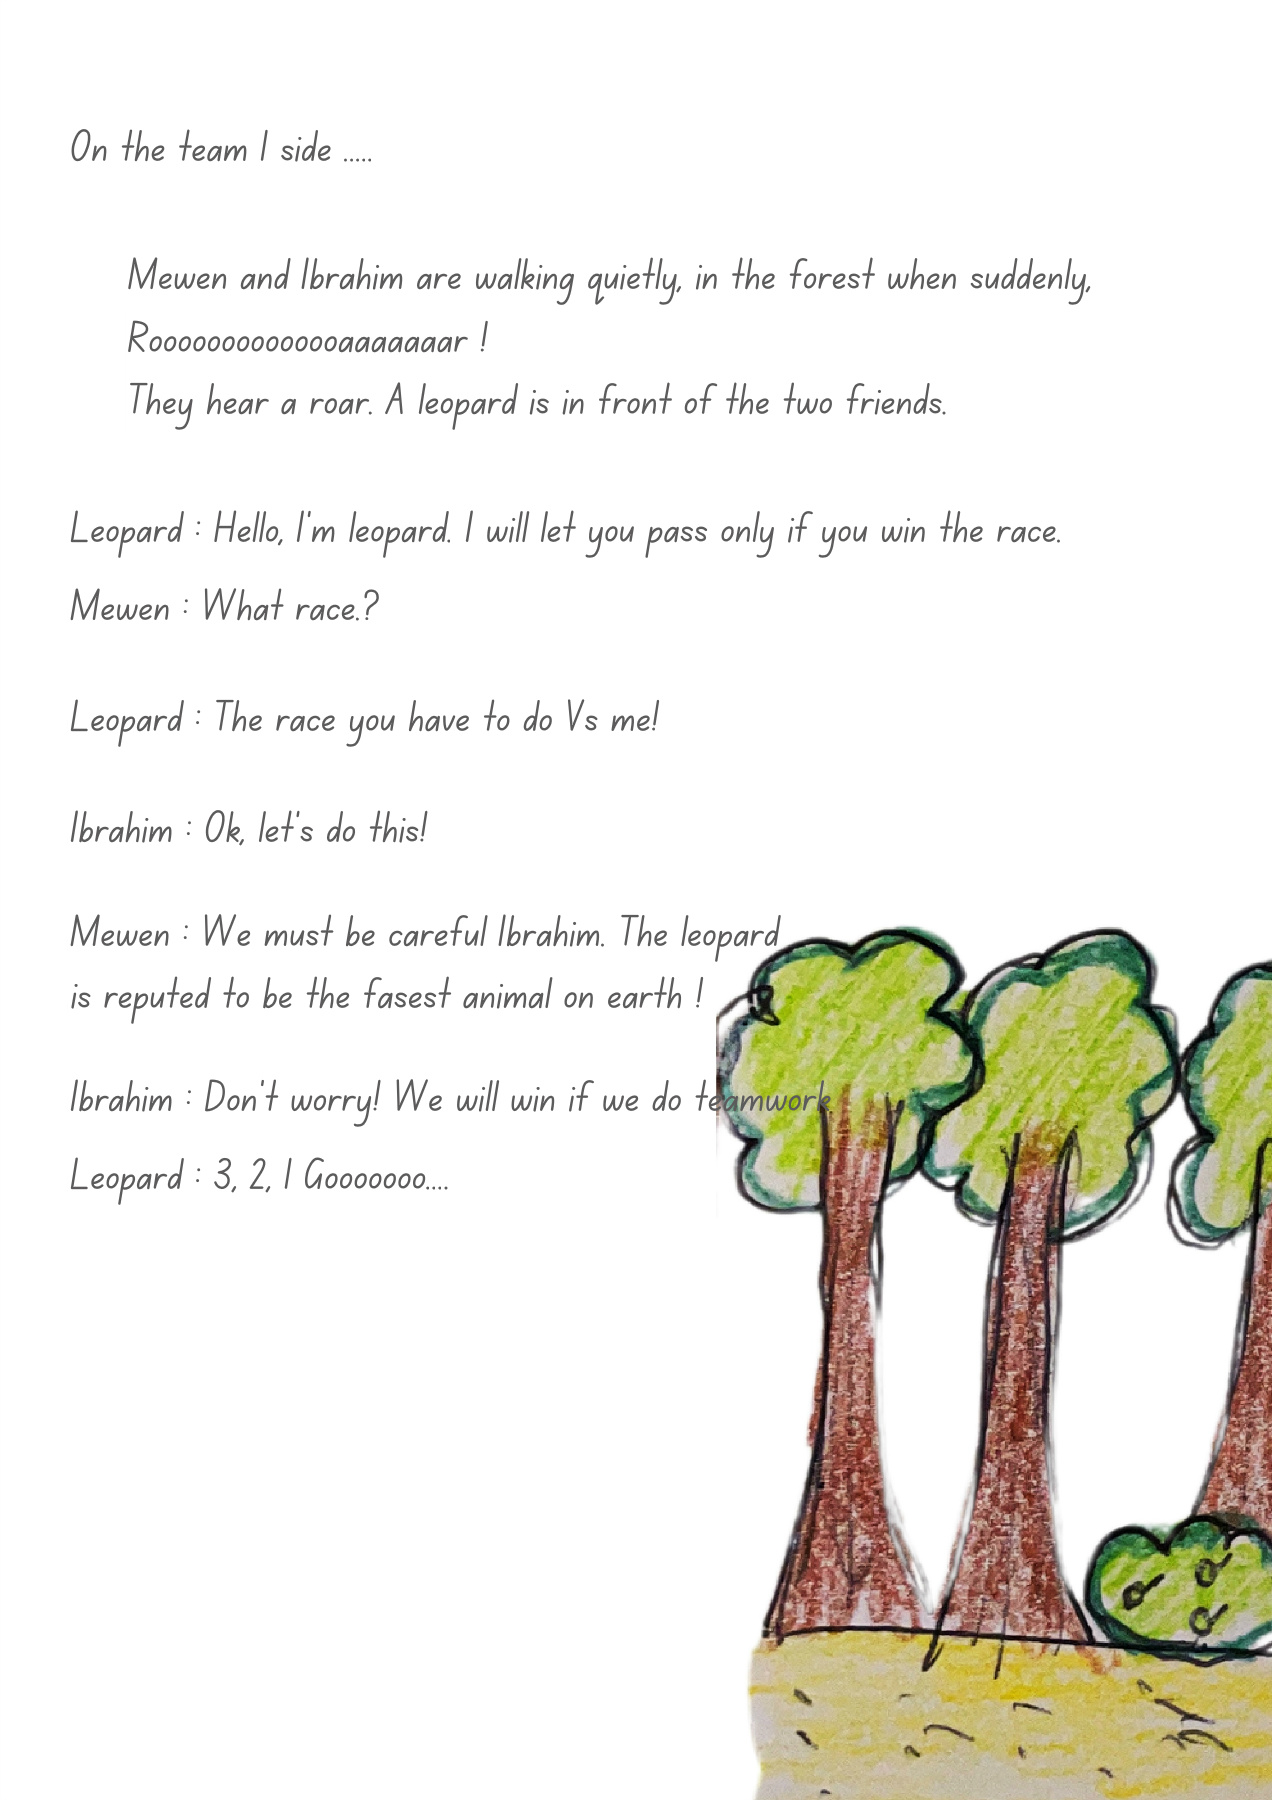 On the team 1 side .....
Mewen and Ibrahim are walking quietly, in the forest when suddenly,
Rooooooooooooaaaaaaar !
They hear a roar. A leopard is in front of the two friends.
Leopard : Hello, I'm leopard. I will let you pass only if you win the race.
Mewen : What race.?
Leopard : The race you have to do Vs me!
Ibrahim : Ok, let's do this!
Mewen : We must be careful Ibrahim. The leopard
is reputed to be the fasest animal on earth !
Ibrahim : Don't worry! We will win if we do teamwork
Leopard : 3, 2, 1 Gooooooo....